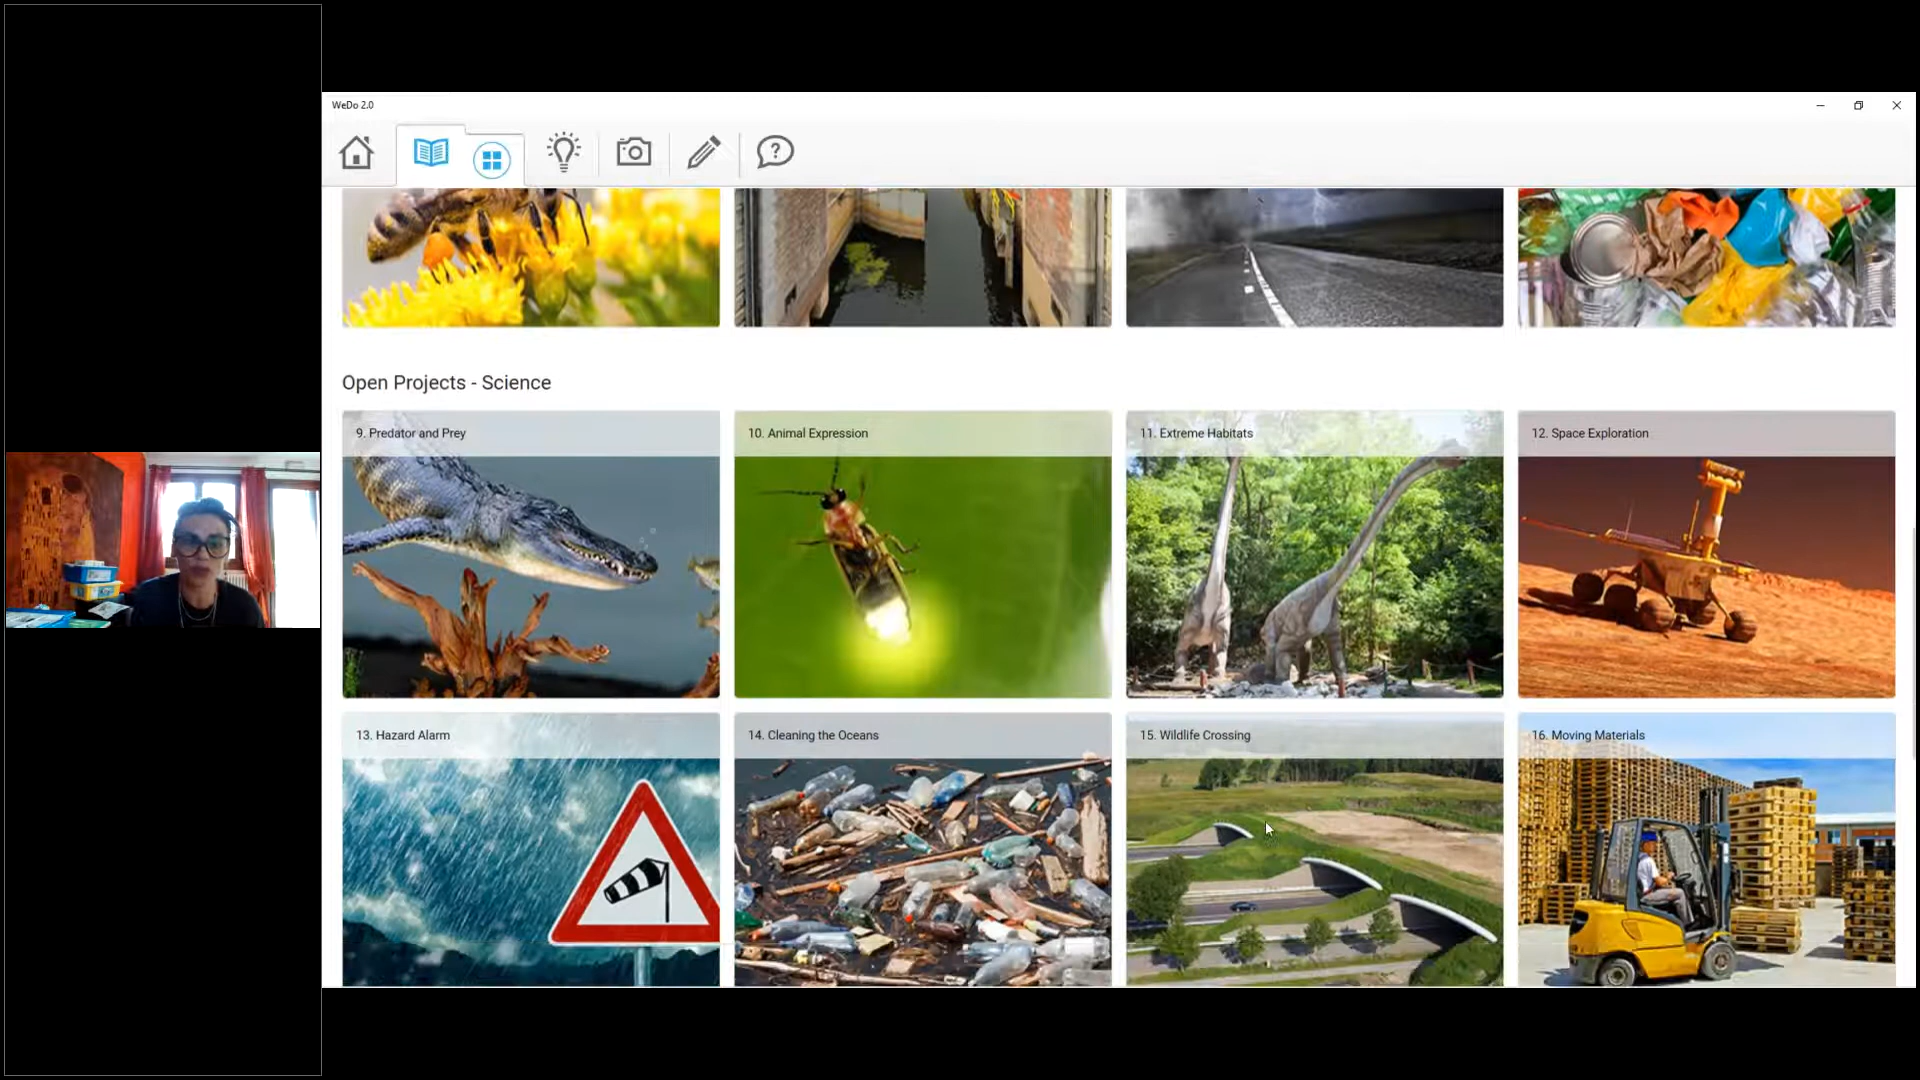 WeDo 2.0
Open Projects - Science
9. Predator and Prey
10. Animal Expression
11. Extreme Habitats
12. Space Exploration
13. Hazard Alarm
14. Cleaning the Oceans
15. Wildlife Crossing
16. Moving Materials